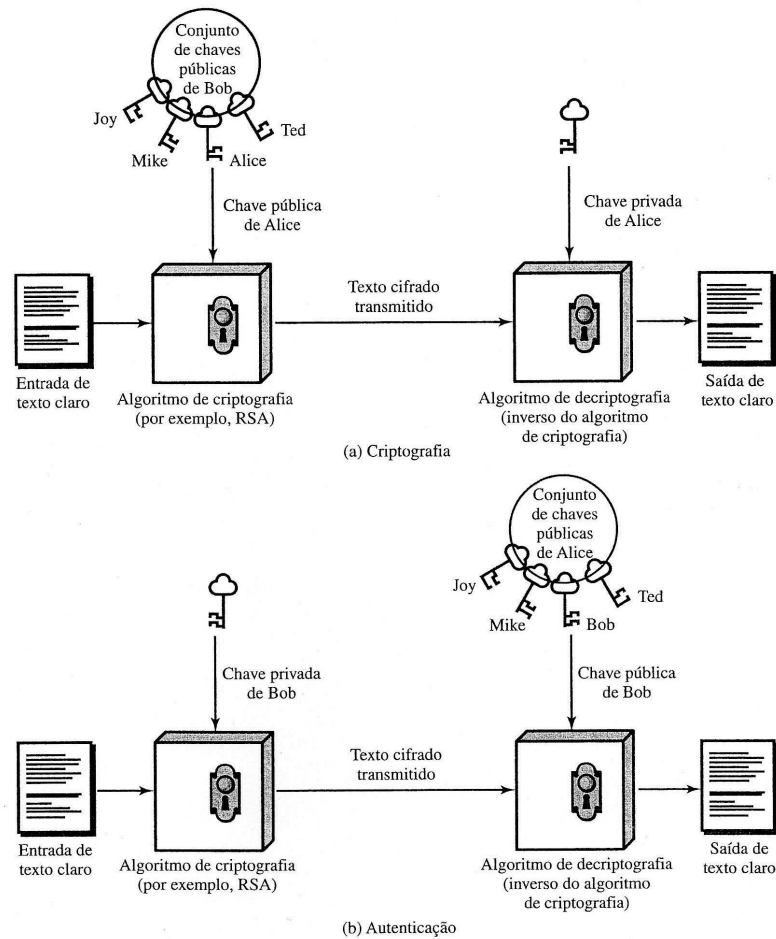 Conjunto
de chaves
públicas
de Bob
Joy
Mike
Alice
Ted
Chave pública
de Alice
Chave privada
de Alice
Texto cifrado
transmitido
Entrada de
texto claro
Algoritmo de criptografia
(por exemplo, RSA)
Algoritmo de decriptografia
(inverso do algoritmo
de criptografia)
Saída de
texto claro
(a) Criptografia
Conjunto
de chaves
públicas
de Alice
Joy
Mike
Bob
Ted
Chave privada
de Bob
Chave pública
de Bob
Texto cifrado
transmitido
Entrada de
texto claro
Algoritmo de criptografia
(por exemplo, RSA)
Algoritmo de decriptografia
(inverso do algoritmo
de criptografia)
Saída de
texto claro
(b) Autenticação